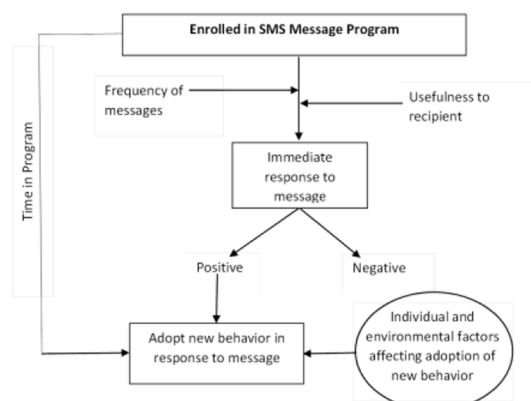 Enrolled in SMS Message Program
Frequency of
messages
Usefulness to
recipient
Immediate
response to
message
Time in Program
Positive
Negative
Adopt new behavior in
response to message
Individual and
environmental factors
affecting adoption of
new behavior